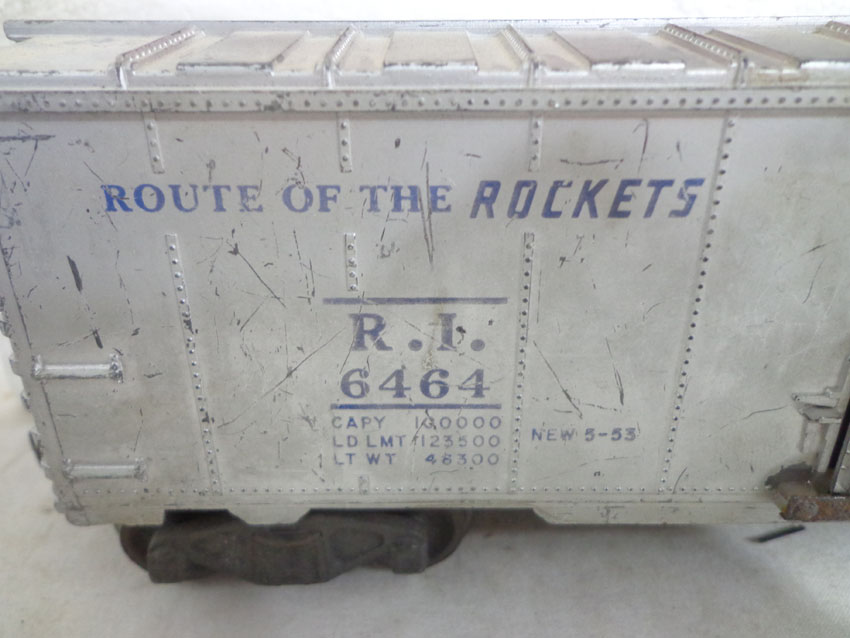 ROUTE OF THE ROCKETS
R.I.
6464
CAPY 100000
LD LMT 123500
LT WT 46300
NEW 5-53